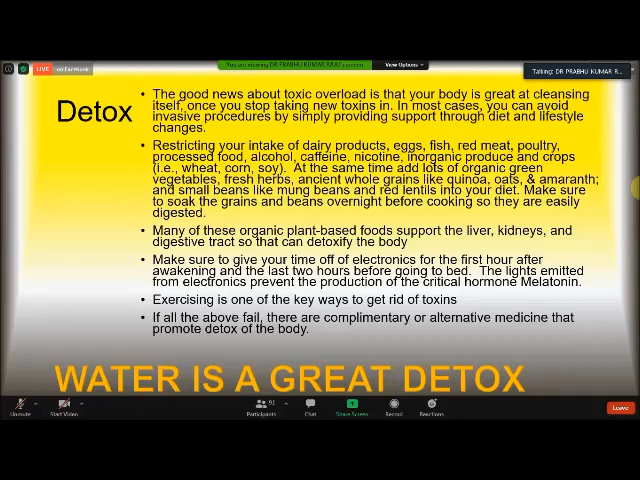 LIVE on Facebook
You are viewing DR PRABHU KUMAR RAAJ's screen
View Options
Talking: DR PRABHU KUMAR R...
Detox
• The good news about toxic overload is that your body is great at cleansing
itself, once you stop taking new toxins in. In most cases, you can avoid
invasive procedures by simply providing support through diet and lifestyle
changes.
• Restricting your intake of dairy products, eggs, fish, red meat, poultry,
processed food, alcohol, caffeine, nicotine, inorganic produce and crops
(i.e., wheat, corn, soy). At the same time add lots of organic green
vegetables, fresh herbs, ancient whole grains like quinoa, oats, & amaranth;
and small beans like mung beans and red lentils into your diet. Make sure
to soak the grains and beans overnight before cooking so they are easily
digested.
• Many of these organic plant-based foods support the liver, kidneys, and
digestive tract so that can detoxify the body
• Make sure to give your time off of electronics for the first hour after
awakening and the last two hours before going to bed. The lights emitted
from electronics prevent the production of the critical hormone Melatonin.
• Exercising is one of the key ways to get rid of toxins
• If all the above fail, there are complimentary or alternative medicine that
promote detox of the body.
WATER IS A GREAT DETOX
91
Unmute
Start Video
Participants
Chat
Share Screen
Record
Reactions
Leave